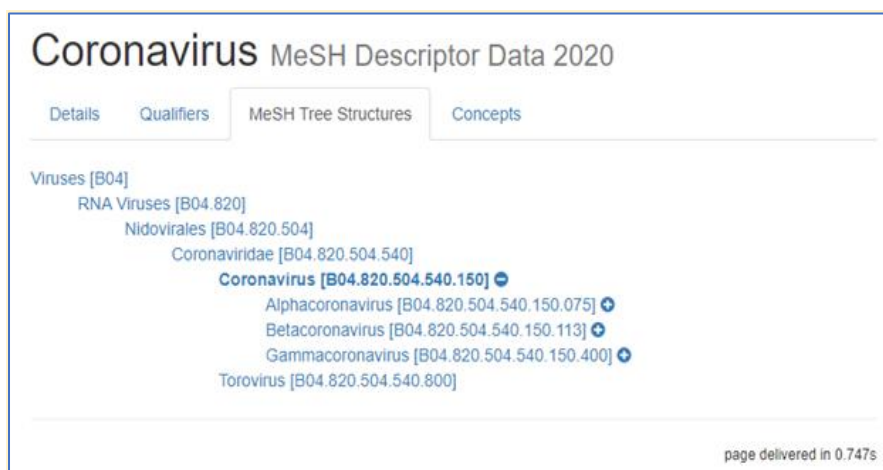 Coronavirus MeSH Descriptor Data 2020
Details Qualifiers MeSH Tree Structures Concepts
Viruses [B04]
RNA Viruses [B04.820]
Nidovirales [B04.820.504]
Coronaviridae [B04.820.504.540]
Coronavirus [B04.820.504.540.150]
Alphacoronavirus [B04.820.504.540.150.075]
Betacoronavirus [B04.820.504.540.150.113]
Gammacoronavirus [B04.820.504.540.150.400]
Torovirus [B04.820.504.540.800]
page delivered in 0.747s